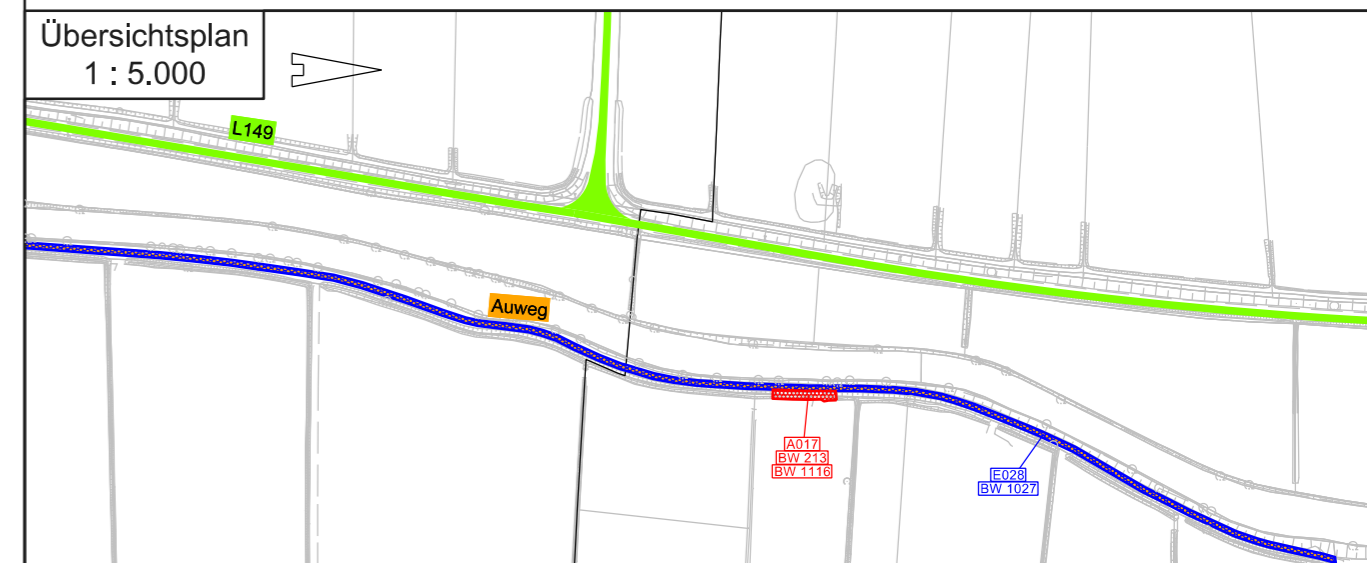 Übersichtsplan
1 : 5.000
L149
Auweg
A017
BW 213
BW 1116
E028
BW 1027